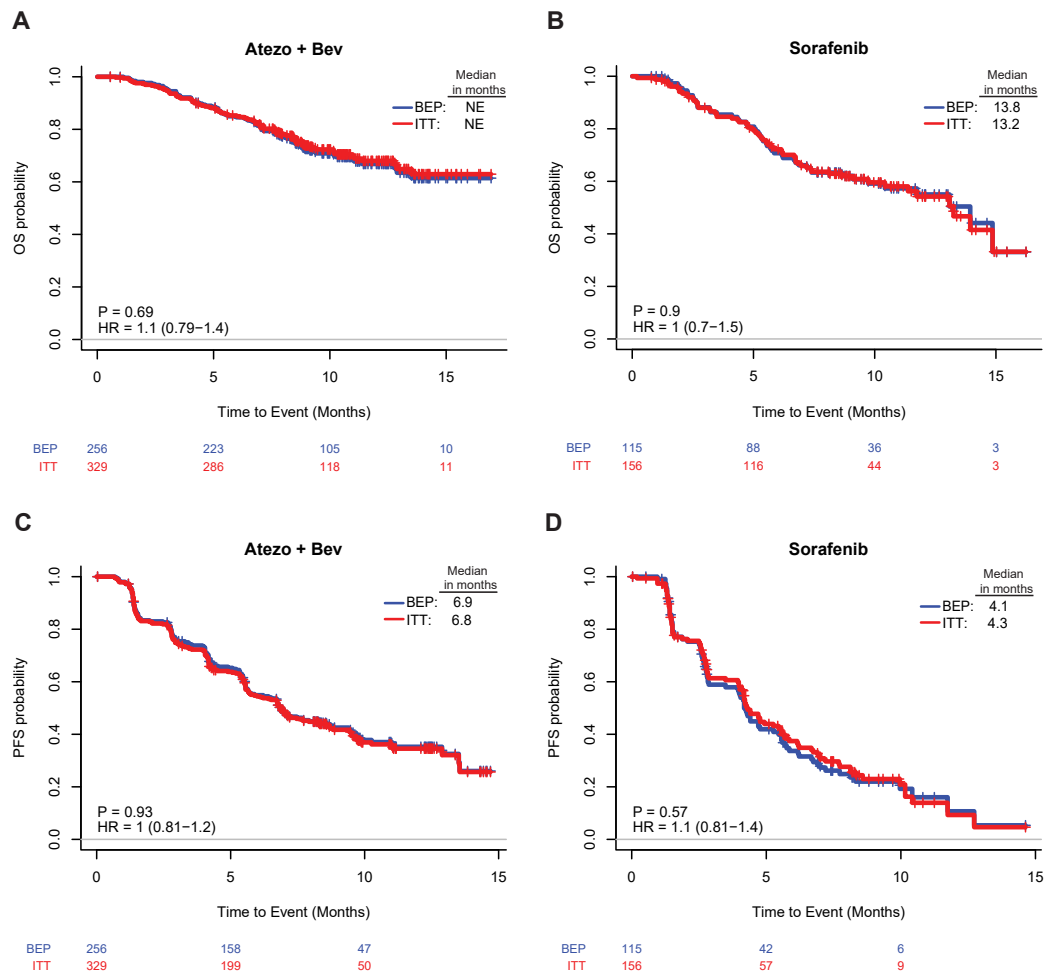 A
Atezo + Bev
Median
in months
BEP: NE
ITT: NE
OS probability
1.0
0.8
0.6
0.4
0.2
0.0
P = 0.69
HR = 1.1 (0.79−1.4)
0 5 10 15
Time to Event (Months)
BEP 256 223 105 10
ITT 329 286 118 11
B
Sorafenib
Median
in months
BEP: 13.8
ITT: 13.2
OS probability
1.0
0.8
0.6
0.4
0.2
0.0
P = 0.9
HR = 1 (0.7−1.5)
0 5 10 15
Time to Event (Months)
BEP 115 88 36 3
ITT 156 116 44 3
C
Atezo + Bev
Median
in months
BEP: 6.9
ITT: 6.8
PFS probability
1.0
0.8
0.6
0.4
0.2
0.0
P = 0.93
HR = 1 (0.81−1.2)
0 5 10 15
Time to Event (Months)
BEP 256 158 47
ITT 329 199 50
D
Sorafenib
Median
in months
BEP: 4.1
ITT: 4.3
PFS probability
1.0
0.8
0.6
0.4
0.2
0.0
P = 0.57
HR = 1.1 (0.81−1.4)
0 5 10 15
Time to Event (Months)
BEP 115 42 6
ITT 156 57 9